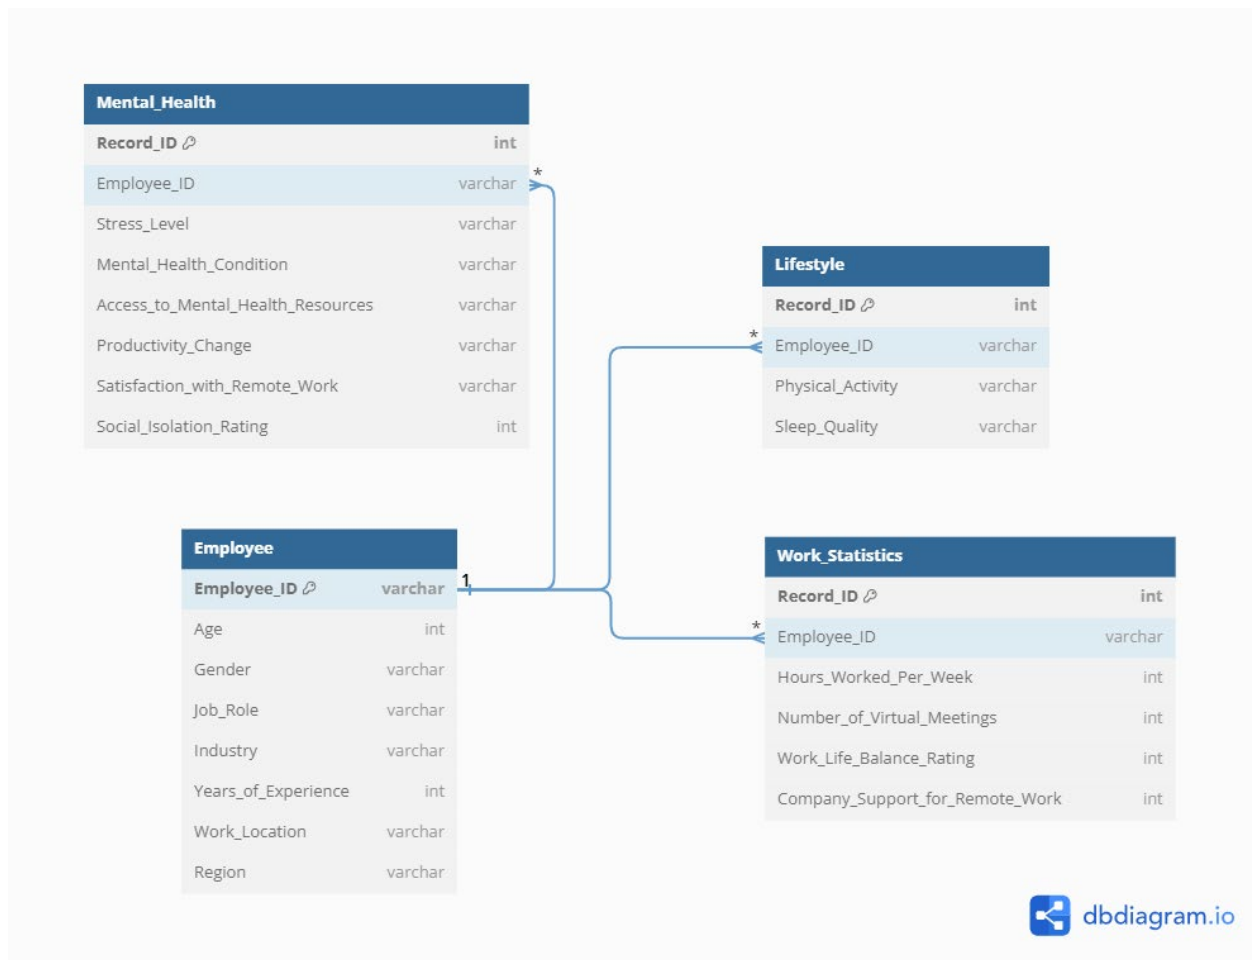 Mental_Health
Record_ID int
Employee_ID varchar *
Stress_Level varchar
Mental_Health_Condition varchar
Access_to_Mental_Health_Resources varchar
Productivity_Change varchar
Satisfaction_with_Remote_Work varchar
Social_Isolation_Rating int
Lifestyle
Record_ID int
* Employee_ID varchar
Physical_Activity varchar
Sleep_Quality varchar
Employee
Employee_ID varchar 1
Age int
Gender varchar
Job_Role varchar
Industry varchar
Years_of_Experience int
Work_Location varchar
Region varchar
Work_Statistics
Record_ID int
* Employee_ID varchar
Hours_Worked_Per_Week int
Number_of_Virtual_Meetings int
Work_Life_Balance_Rating int
Company_Support_for_Remote_Work int
dbdiagram.io